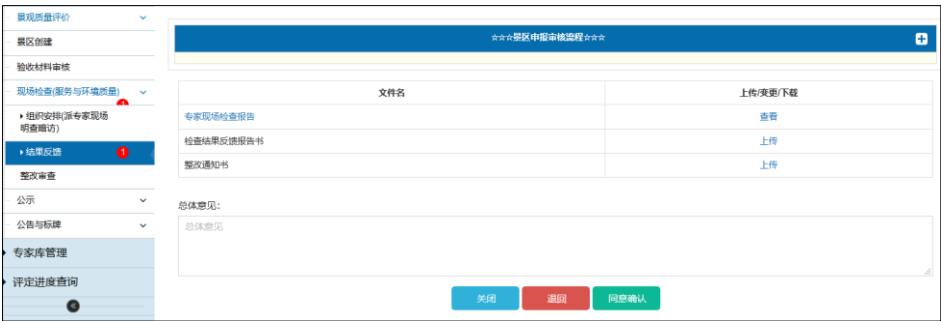 景观质量评价
景区创建
验收材料审核
现场检查(服务与环境质量)
1
组织安排(派专家现场
明查暗访)
结果反馈
1
整改审查
公示
公告与标牌
专家库管理
评定进度查询
☆☆☆景区申报审核流程☆☆☆
文件名 上传/变更/下载
专家现场检查报告 查看
检查结果反馈报告书 上传
整改通知书 上传
总体意见:
总体意见
关闭 退回 同意确认